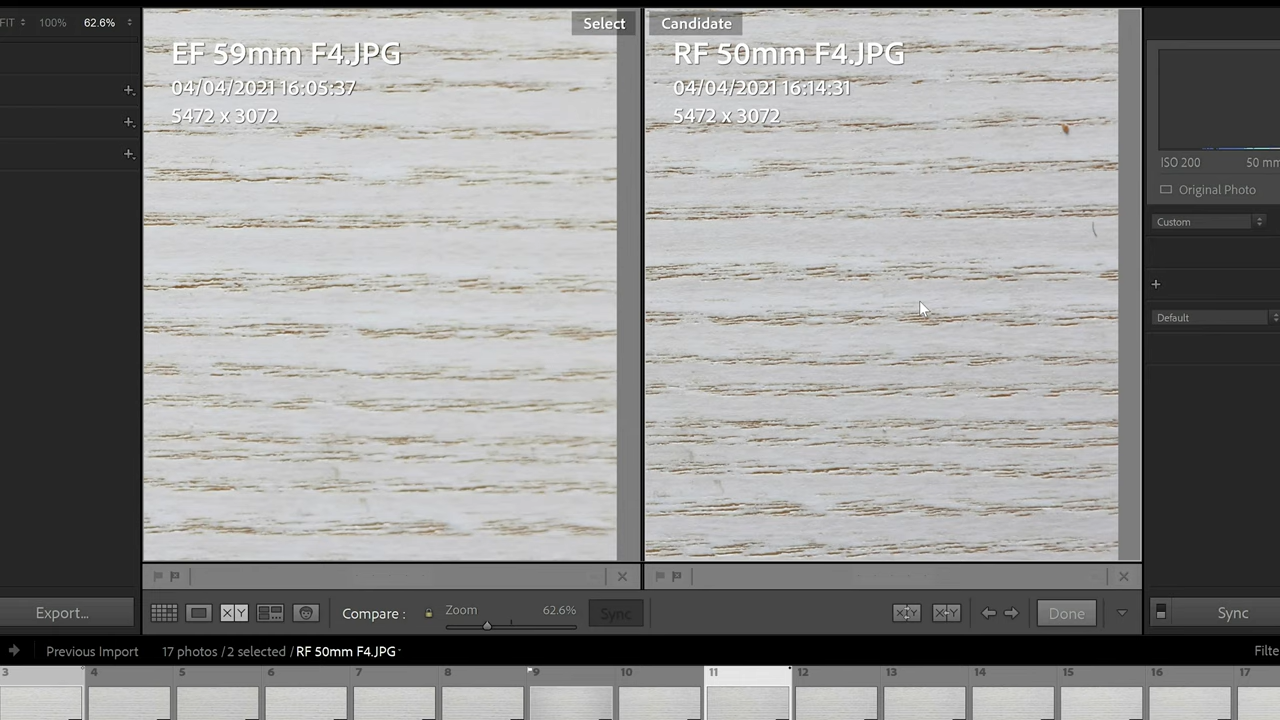 FIT 100% 62.6%
Select
Candidate
EF 59mm F4.JPG
04/04/2021 16:05:37
5472 x 3072
RF 50mm F4.JPG
04/04/2021 16:14:31
5472 x 3072
ISO 200 50 mm
Original Photo
Custom
Default
Export...
XY
Compare :
Zoom
62.6%
Sync
Done
Sync
Previous Import
17 photos / 2 selected / RF 50mm F4.JPG
Filte
3 4 5 6 7 8 9 10 11 12 13 14 15 16 17